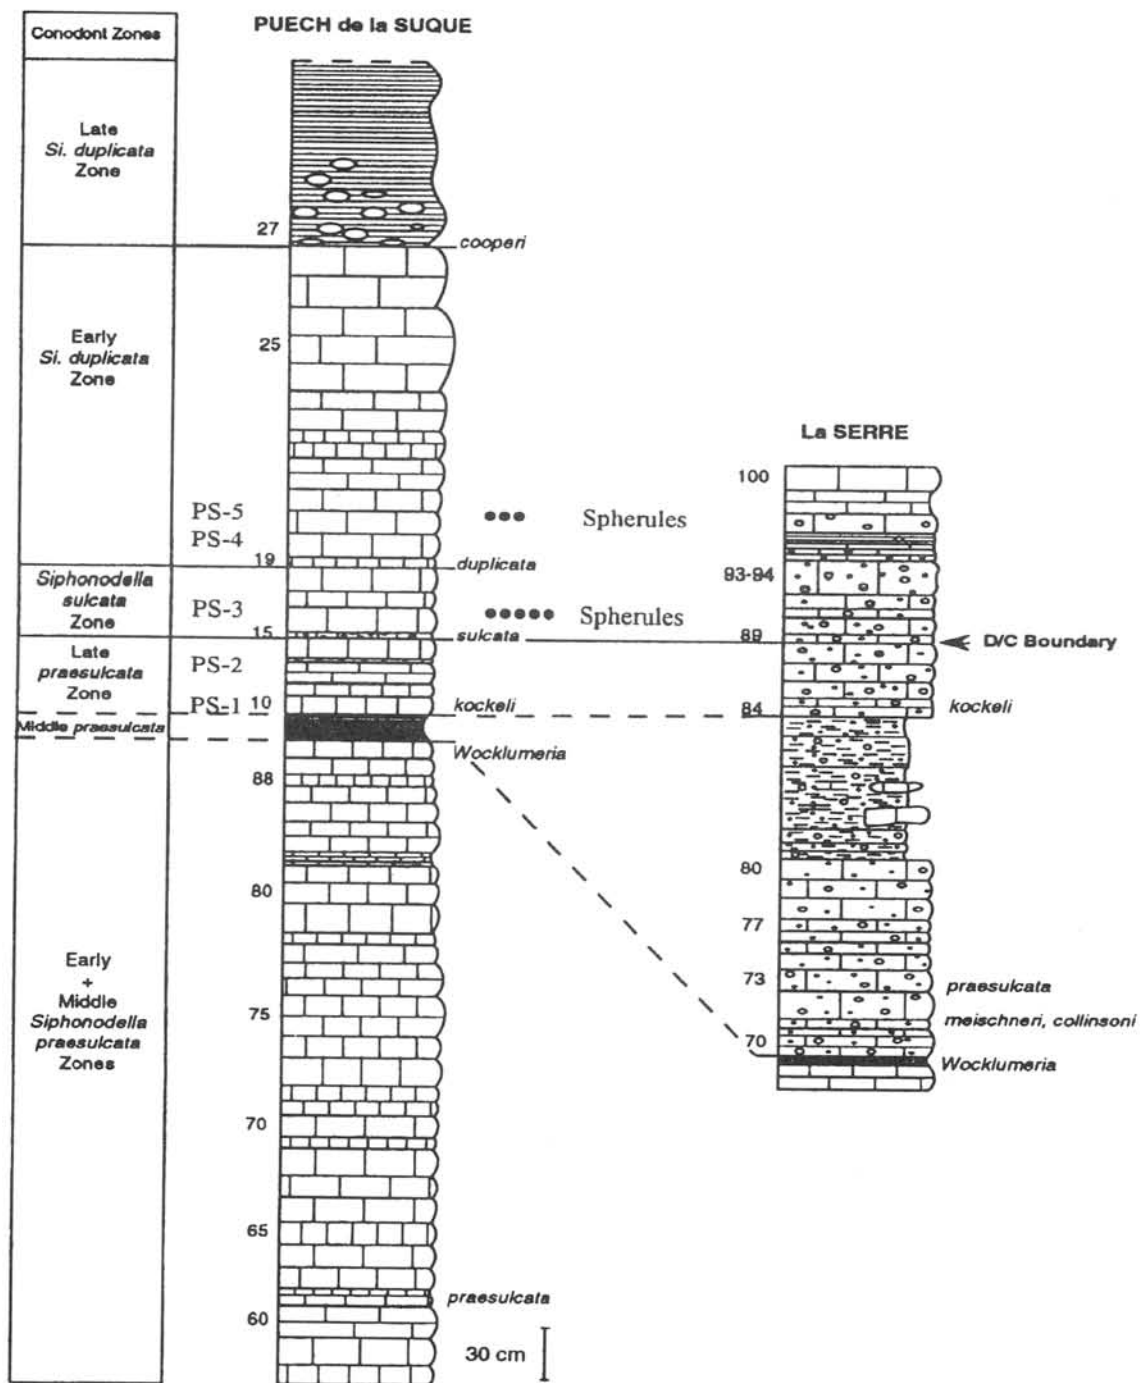 Conodont Zones
PUECH de la SUQUE
Late
Si. duplicata
Zone
27
cooperi
Early
Si. duplicata
Zone
25
La SERRE
100
PS-5
Spherules
PS-4
19
duplicata
93-94
Siphonodella
sulcata
Zone
PS-3
Spherules
15
sulcata
89
D/C Boundary
Late
praesulcata
Zone
PS-2
PS-1
10
kockeli
84
kockeli
Middle praesulcata
Wocklumeria
88
80
80
77
Early
+
Middle
Siphonodella
praesulcata
Zones
73
praesulcata
75
meischneri, collinsoni
70
Wocklumeria
70
65
praesulcata
60
30 cm